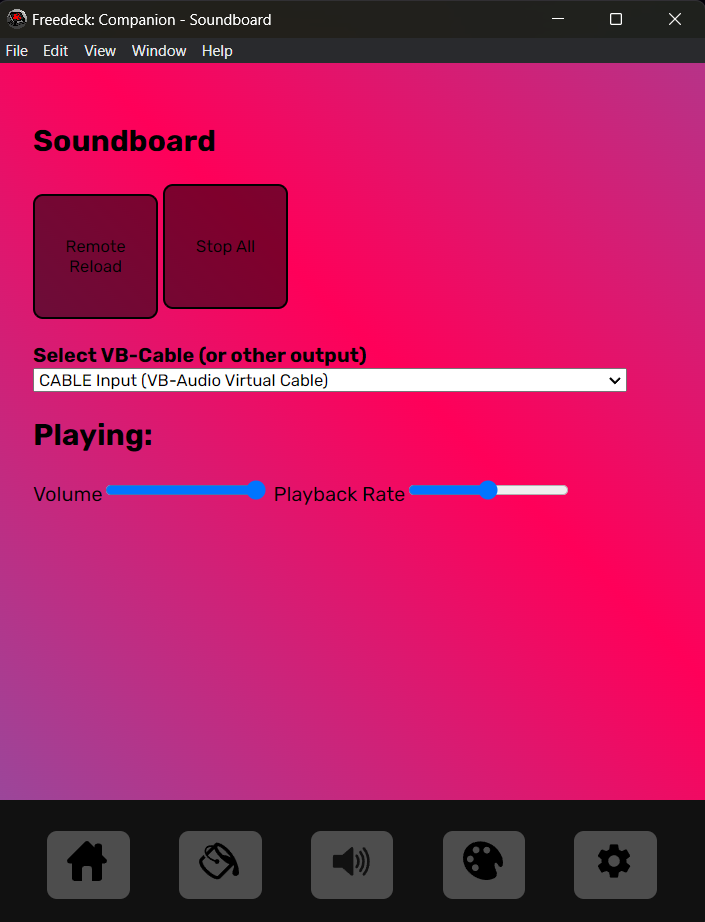 Freedeck: Companion - Soundboard
File Edit View Window Help
Soundboard
Remote
Reload
Stop All
Select VB-Cable (or other output)
CABLE Input (VB-Audio Virtual Cable)
Playing:
Volume Playback Rate